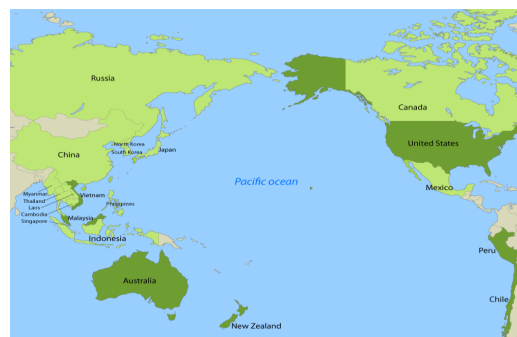 Russia
Canada
North Korea
South Korea
Japan
United States
China
Pacific ocean
Myanmar
Thailand
Laos
Cambodia
Singapore
Vietnam
Philippines
Malaysia
Mexico
Indonesia
Peru
Australia
Chile
New Zealand